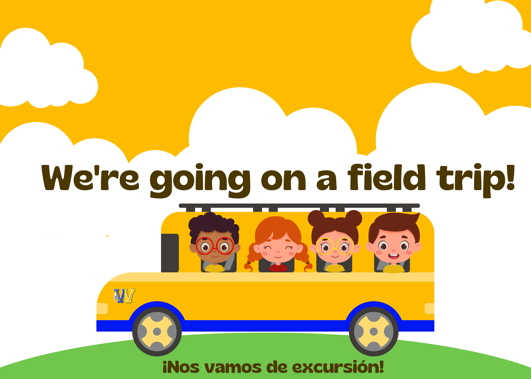 We're going on a field trip!
¡Nos vamos de excursión!